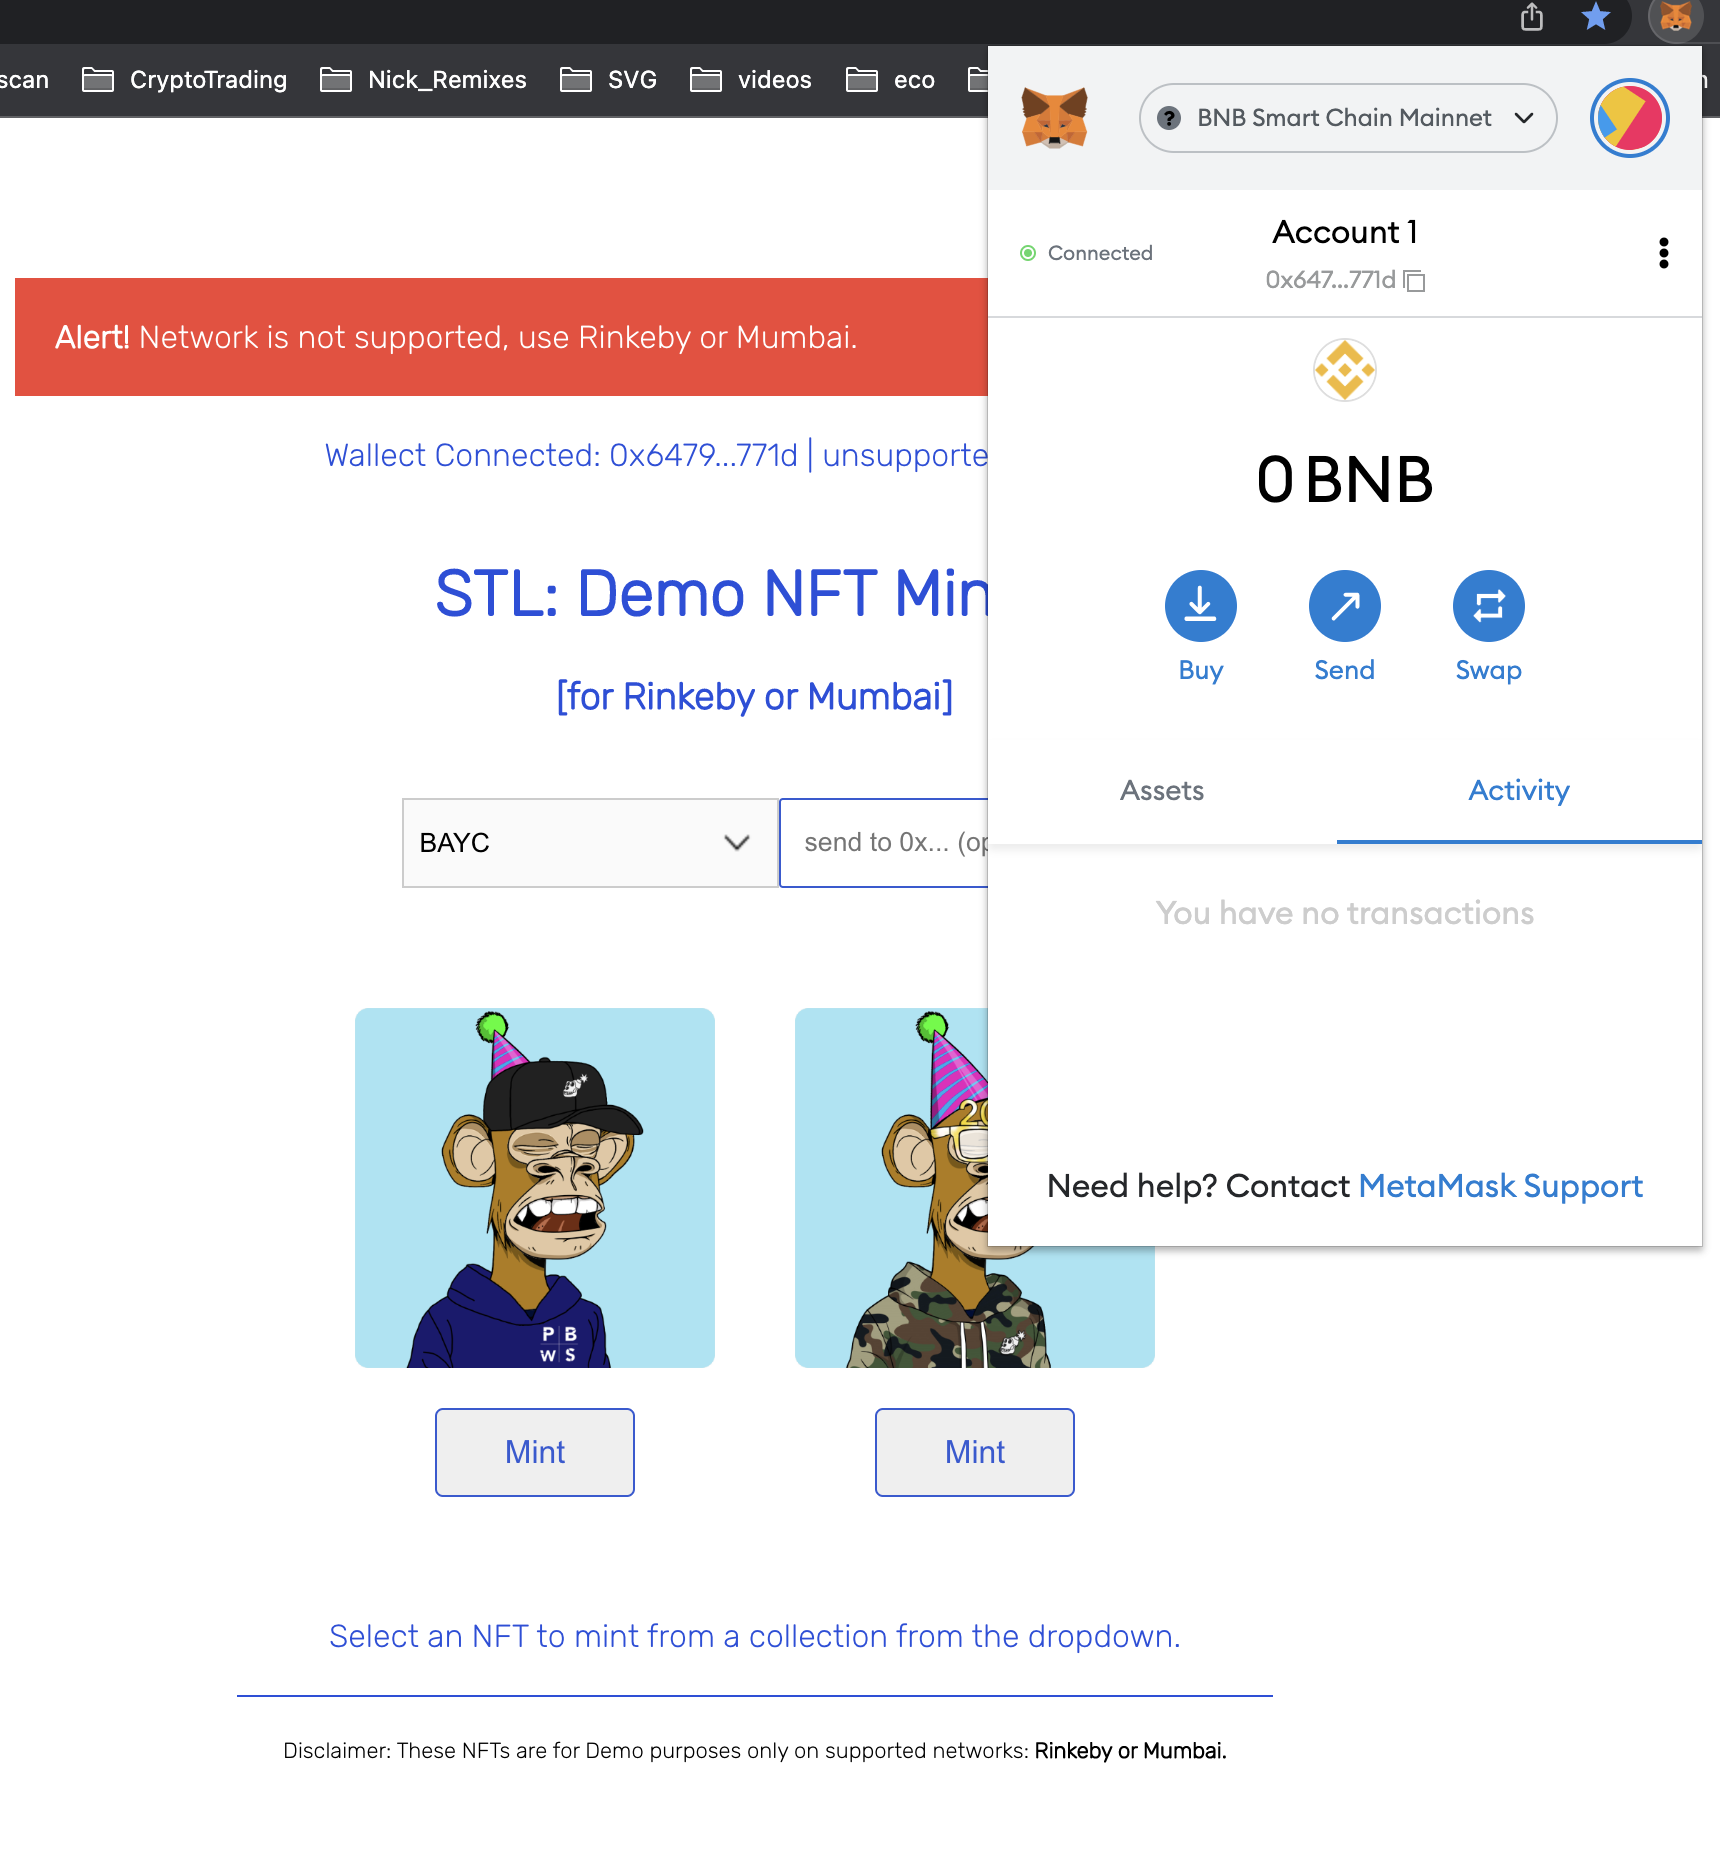 scan CryptoTrading Nick_Remixes SVG videos eco
? BNB Smart Chain Mainnet
Connected
Account 1
0x647...771d
Alert! Network is not supported, use Rinkeby or Mumbai.
Wallect Connected: 0x6479...771d | unsupporte
0 BNB
STL: Demo NFT Min
Buy Send Swap
[for Rinkeby or Mumbai]
Assets Activity
BAYC
send to 0x... (op
You have no transactions
20
Need help? Contact MetaMask Support
P B
W S
Mint Mint
Select an NFT to mint from a collection from the dropdown.
Disclaimer: These NFTs are for Demo purposes only on supported networks: Rinkeby or Mumbai.